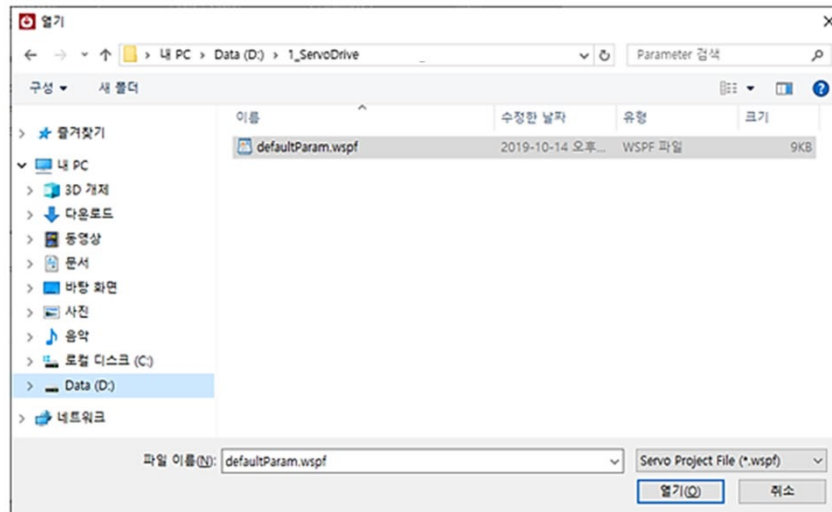 열기
내 PC > Data (D:) > 1_ServoDrive
Parameter 검색
구성 새 폴더
이름 수정한 날짜 유형 크기
defaultParam.wspf 2019-10-14 오후... WSPF 파일 9KB
즐겨찾기
내 PC
3D 개체
다운로드
동영상
문서
바탕 화면
사진
음악
로컬 디스크 (C:)
Data (D:)
네트워크
파일 이름(N): defaultParam.wspf Servo Project File (*.wspf)
열기(O) 취소